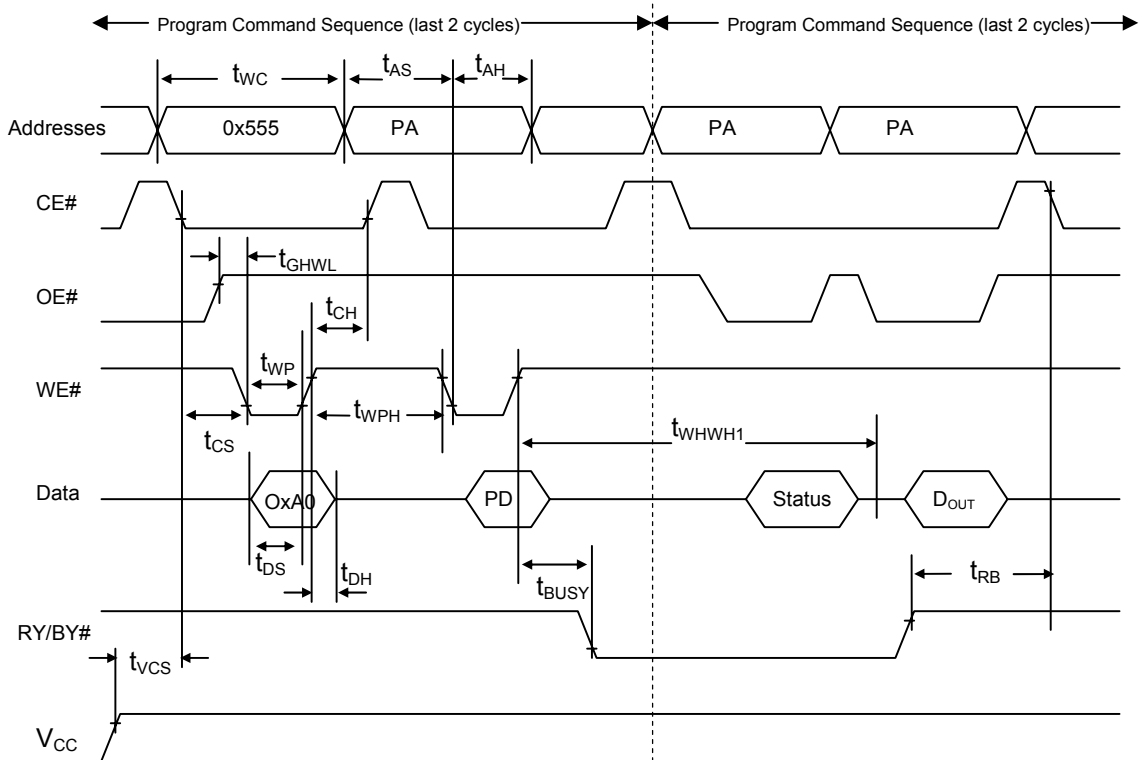 Program Command Sequence (last 2 cycles) Program Command Sequence (last 2 cycles)
tWC tAS tAH
Addresses 0x555 PA PA PA
CE#
tGHWL
OE#
tCH
tWP
WE#
tWPH
tWHWH1
tCS
Data OxA0 PD Status DOUT
tDS tDH tBUSY tRB
RY/BY#
tVCS
VCC